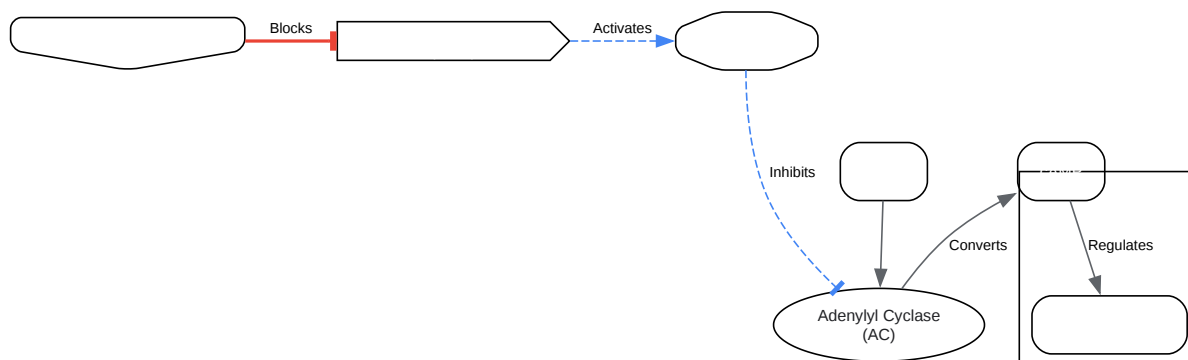 Blocks
Activates
Inhibits
Converts
Regulates
Adenylyl Cyclase
(AC)